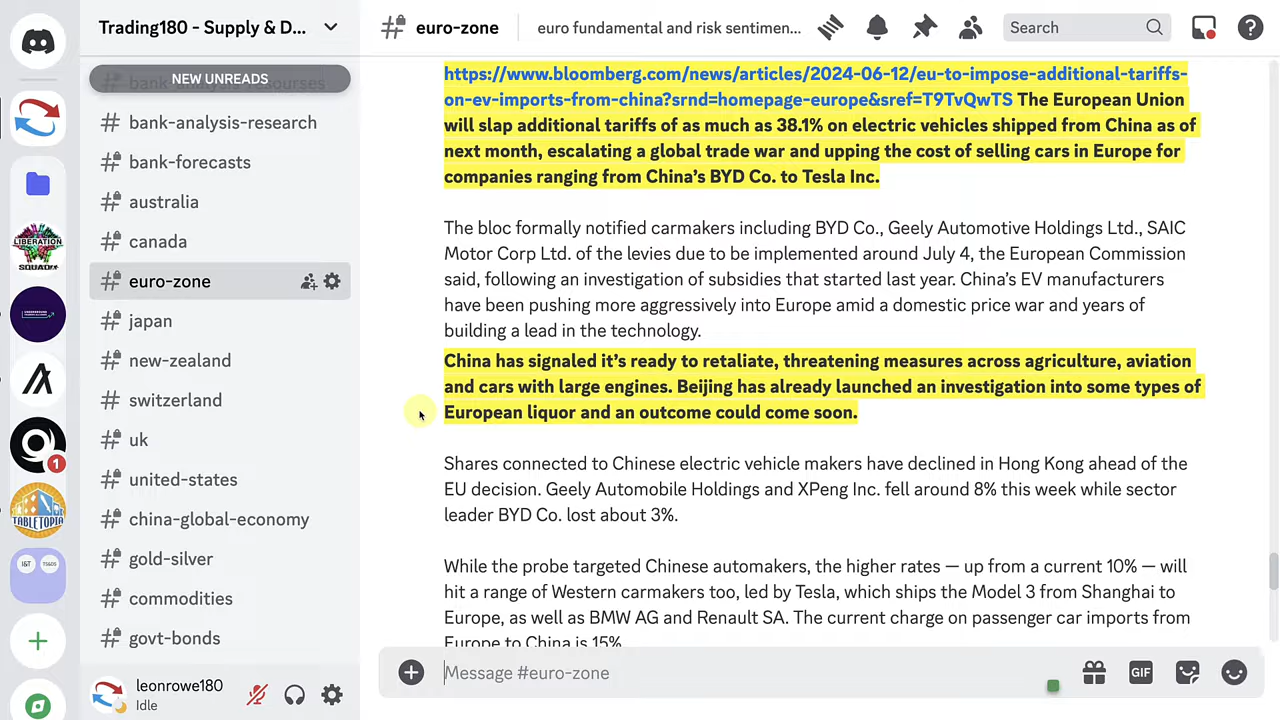 Trading180 - Supply & D...
euro-zone
euro fundamental and risk sentimen...
Search
NEW UNREADS
bank-analysis-resourses
bank-analysis-research
bank-forecasts
australia
canada
euro-zone
japan
new-zealand
switzerland
uk
united-states
china-global-economy
gold-silver
commodities
govt-bonds
leonrowe180
Idle
LIBERATION
SQUAD
1
TABLETOPIA
I&T
TS&DS
https://www.bloomberg.com/news/articles/2024-06-12/eu-to-impose-additional-tariffs-
on-ev-imports-from-china?srnd=homepage-europe&sref=T9TvQwTS The European Union
will slap additional tariffs of as much as 38.1% on electric vehicles shipped from China as of
next month, escalating a global trade war and upping the cost of selling cars in Europe for
companies ranging from China’s BYD Co. to Tesla Inc.
The bloc formally notified carmakers including BYD Co., Geely Automotive Holdings Ltd., SAIC
Motor Corp Ltd. of the levies due to be implemented around July 4, the European Commission
said, following an investigation of subsidies that started last year. China’s EV manufacturers
have been pushing more aggressively into Europe amid a domestic price war and years of
building a lead in the technology.
China has signaled it’s ready to retaliate, threatening measures across agriculture, aviation
and cars with large engines. Beijing has already launched an investigation into some types of
European liquor and an outcome could come soon.
Shares connected to Chinese electric vehicle makers have declined in Hong Kong ahead of the
EU decision. Geely Automobile Holdings and XPeng Inc. fell around 8% this week while sector
leader BYD Co. lost about 3%.
While the probe targeted Chinese automakers, the higher rates — up from a current 10% — will
hit a range of Western carmakers too, led by Tesla, which ships the Model 3 from Shanghai to
Europe, as well as BMW AG and Renault SA. The current charge on passenger car imports from
Europe to China is 15%
Message #euro-zone
GIF